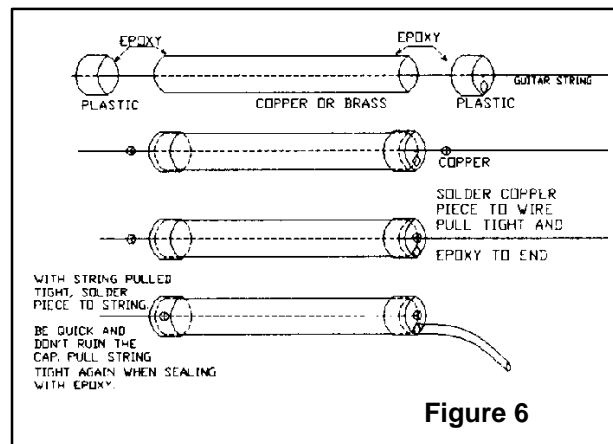 EPOXY
EPOXY
GUITAR STRING
PLASTIC
COPPER OR BRASS
PLASTIC
COPPER
SOLDER COPPER
PIECE TO WIRE
PULL TIGHT AND
EPOXY TO END
WITH STRING PULLED
TIGHT, SOLDER
PIECE TO STRING.
BE QUICK AND
DON'T RUIN THE
CAP. PULL STRING
TIGHT AGAIN WHEN SEALING
WITH EPOXY.
Figure 6